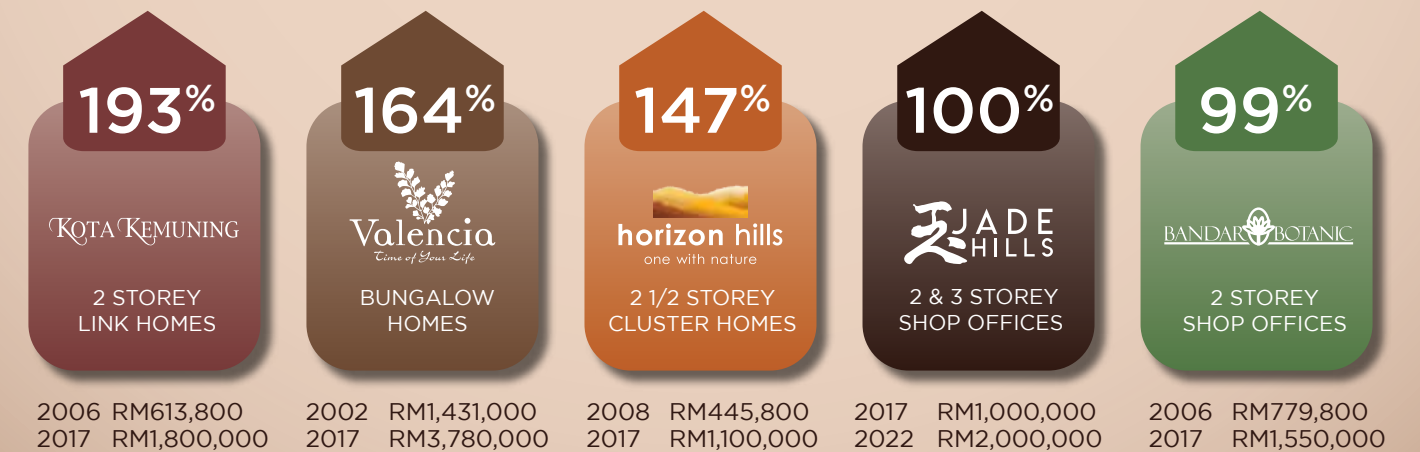 193%
KOTA KEMUNING
2 STOREY
LINK HOMES
2006 RM613,800
2017 RM1,800,000
164%
Valencia
Time of Your Life
BUNGALOW
HOMES
2002 RM1,431,000
2017 RM3,780,000
147%
horizon hills
one with nature
2 1/2 STOREY
CLUSTER HOMES
2008 RM445,800
2017 RM1,100,000
100%
JADE
HILLS
2 & 3 STOREY
SHOP OFFICES
2017 RM1,000,000
2022 RM2,000,000
99%
BANDAR BOTANIC
2 STOREY
SHOP OFFICES
2006 RM779,800
2017 RM1,550,000